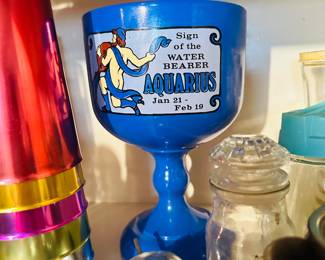 Sign
of the
WATER
BEARER
AQUARIUS
Jan 21 -
Feb 19